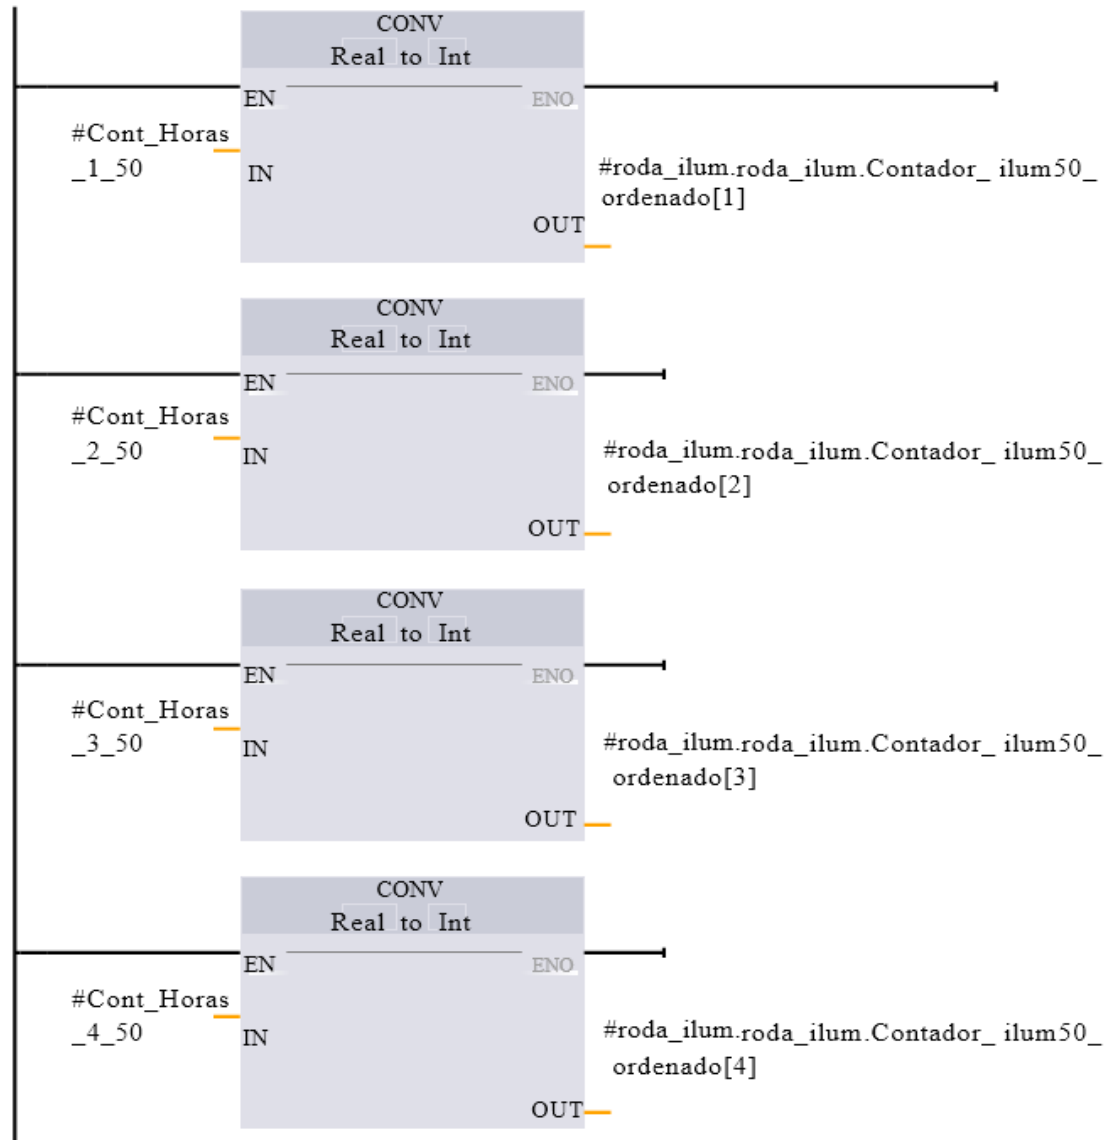 CONV
Real to Int
EN
ENO
#Cont_Horas
_1_50
IN
#roda_ilum.roda_ilum.Contador_ ilum50_
ordenado[1]
OUT
CONV
Real to Int
EN
ENO
#Cont_Horas
_2_50
IN
#roda_ilum.roda_ilum.Contador_ ilum50_
ordenado[2]
OUT
CONV
Real to Int
EN
ENO
#Cont_Horas
_3_50
IN
#roda_ilum.roda_ilum.Contador_ ilum50_
ordenado[3]
OUT
CONV
Real to Int
EN
ENO
#Cont_Horas
_4_50
IN
#roda_ilum.roda_ilum.Contador_ ilum50_
ordenado[4]
OUT